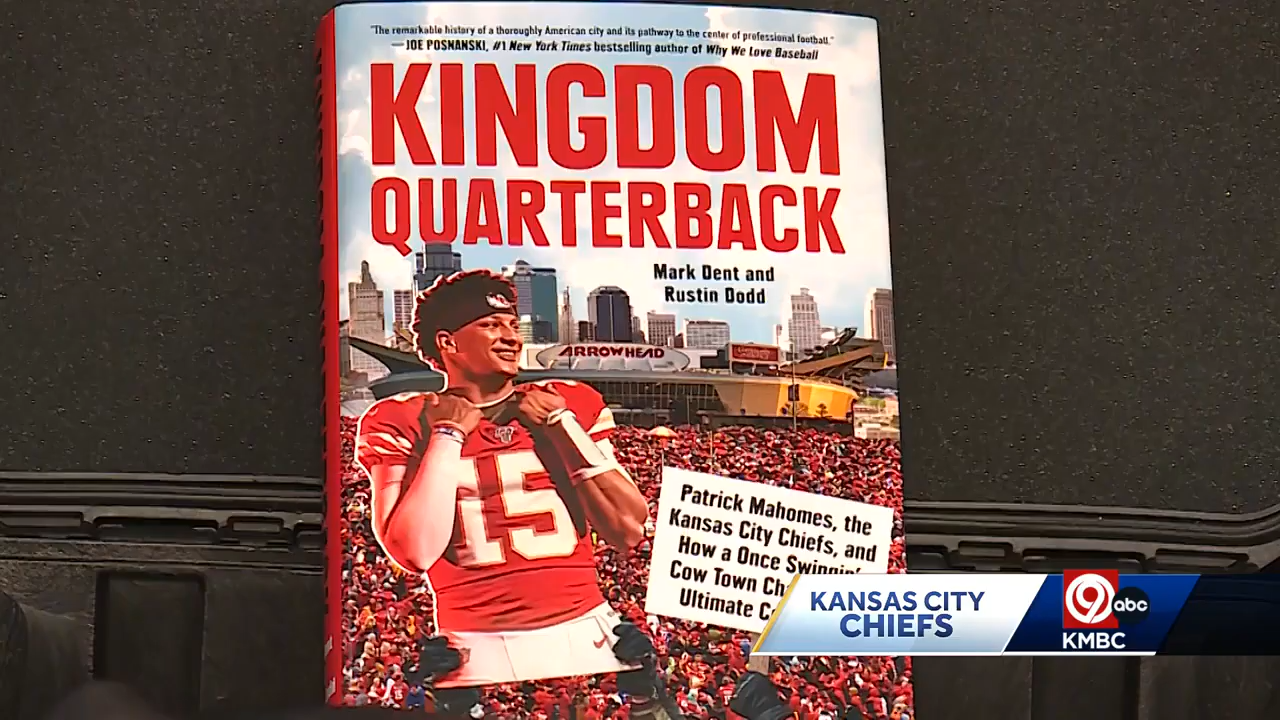 "The remarkable history of a thoroughly American city and its pathway to the center of professional football."
—JOE POSNANSKI, #1 New York Times bestselling author of Why We Love Baseball
KINGDOM
QUARTERBACK
Mark Dent and
Rustin Dodd
ARROWHEAD
15
Patrick Mahomes, the
Kansas City Chiefs, and
How a Once Swingin'
Cow Town Ch
Ultimate C
KANSAS CITY
CHIEFS
9
abc
KMBC